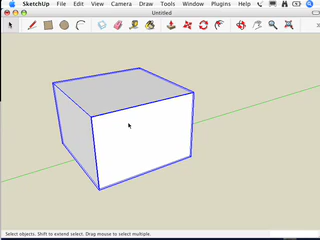 SketchUp File Edit View Camera Draw Tools Window Plugins Help
Untitled
Select objects. Shift to extend select. Drag mouse to select multiple.